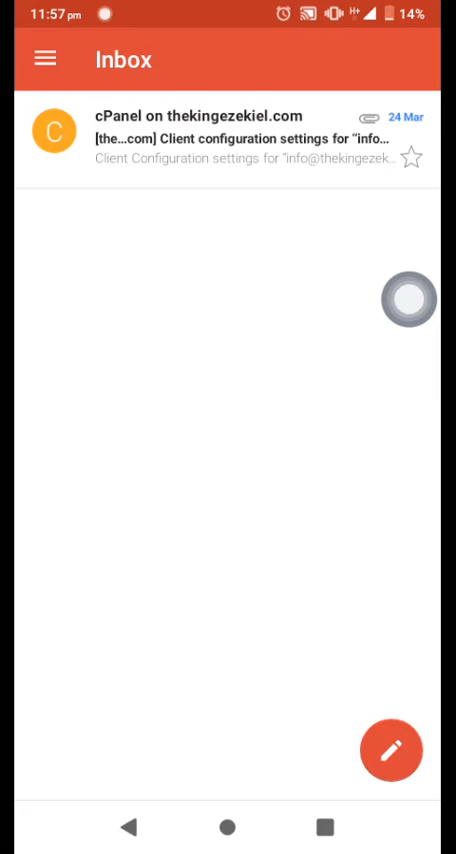 11:57 pm H+ 14%
Inbox
C
cPanel on thekingezekiel.com 24 Mar
[the...com] Client configuration settings for “info...
Client Configuration settings for “info@thekingezek...